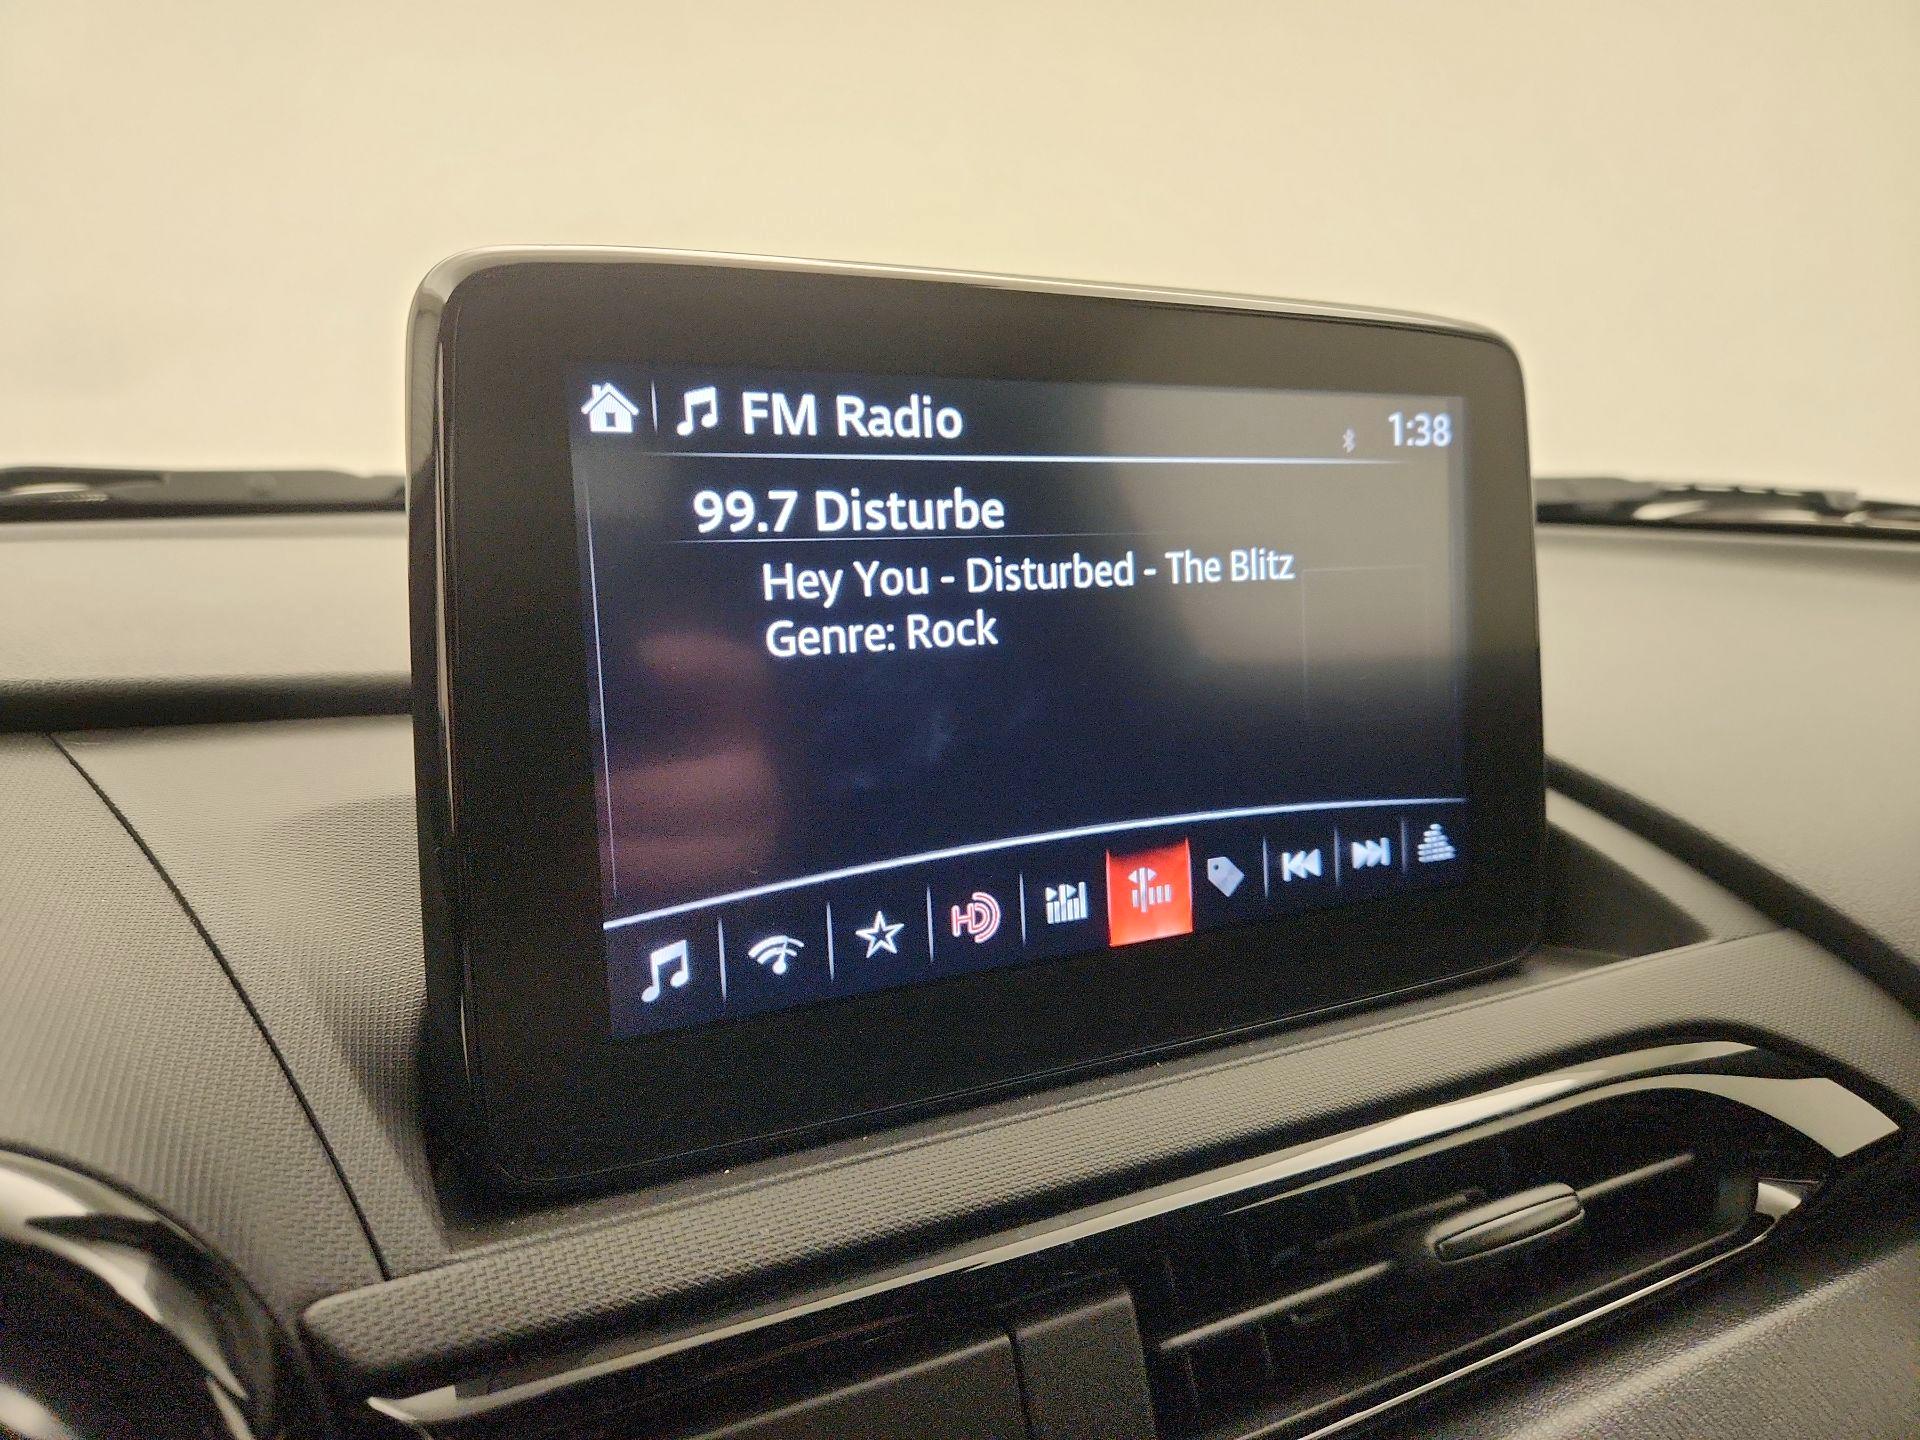 FM Radio
1:38
99.7 Disturbe
Hey You - Disturbed - The Blitz
Genre: Rock
HD